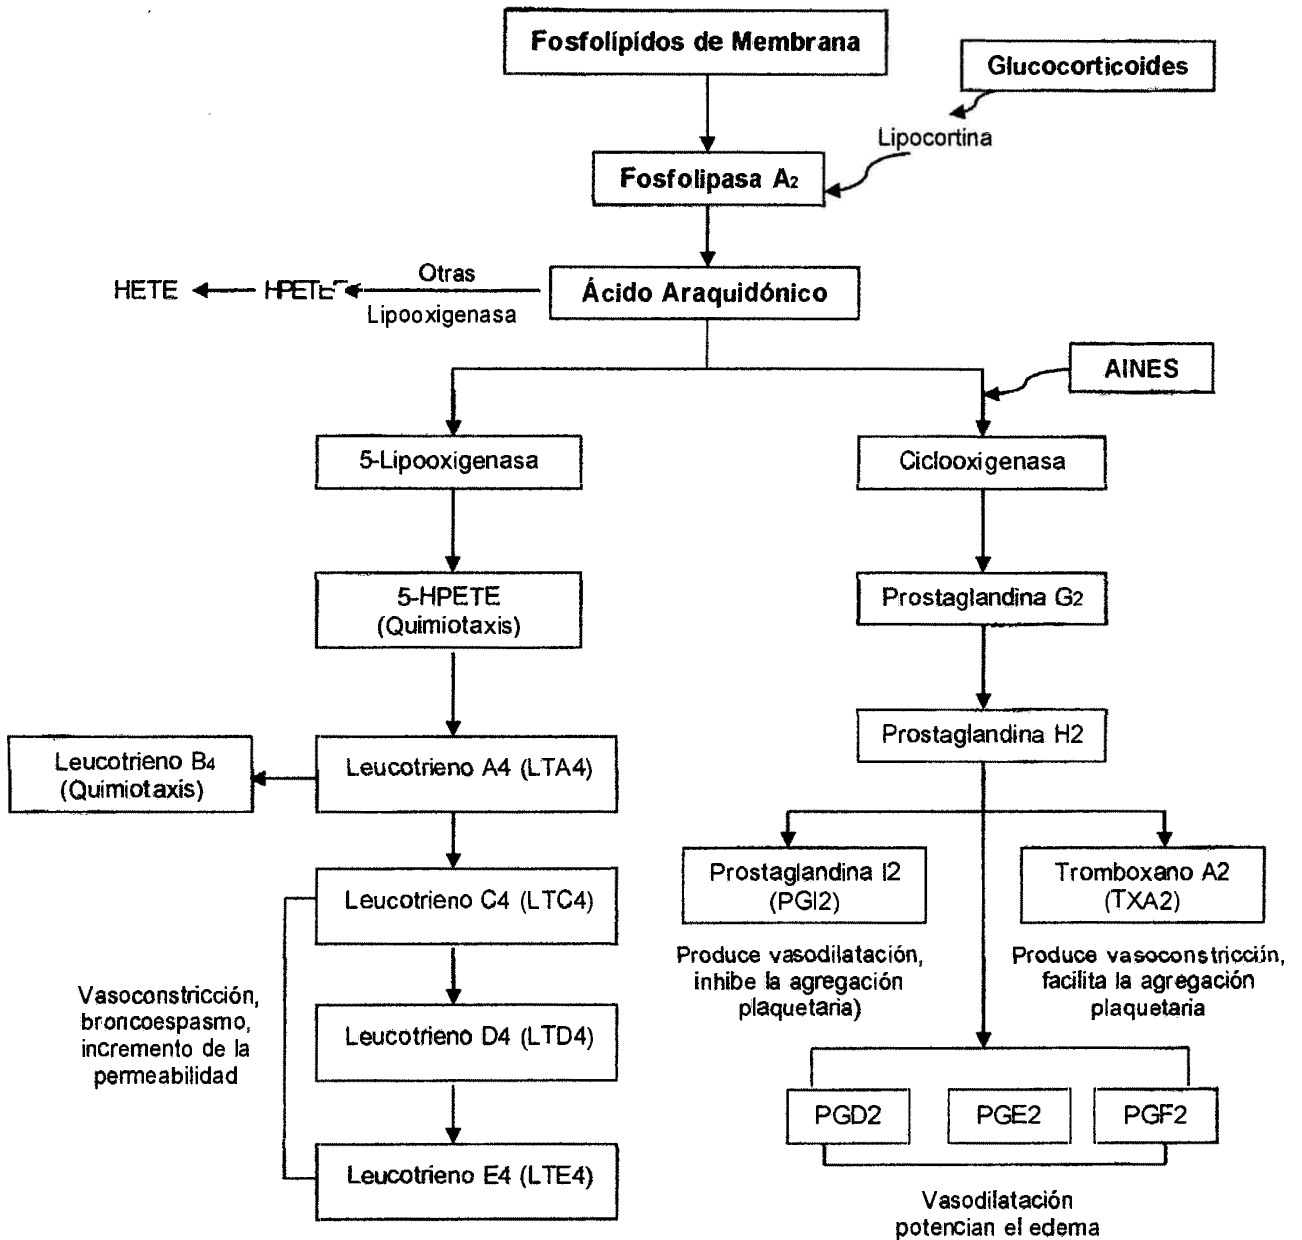 Fosfolípidos de Membrana
Glucocorticoides
Lipocortina
Fosfolipasa A2
HETE
HPETE
Otras
Lipooxigenasa
Ácido Araquidónico
AINES
5-Lipooxigenasa
Ciclooxigenasa
5-HPETE
(Quimiotaxis)
Prostaglandina G2
Prostaglandina H2
Leucotrieno B4
(Quimiotaxis)
Leucotrieno A4 (LTA4)
Leucotrieno C4 (LTC4)
Prostaglandina I2
(PGI2)
Tromboxano A2
(TXA2)
Produce vasodilatación,
inhibe la agregación
plaquetaria)
Produce vasoconstricción,
facilita la agregación
plaquetaria
Vasoconstricción,
broncoespasmo,
incremento de la
permeabilidad
Leucotrieno D4 (LTD4)
PGD2
PGE2
PGF2
Leucotrieno E4 (LTE4)
Vasodilatación
potencian el edema